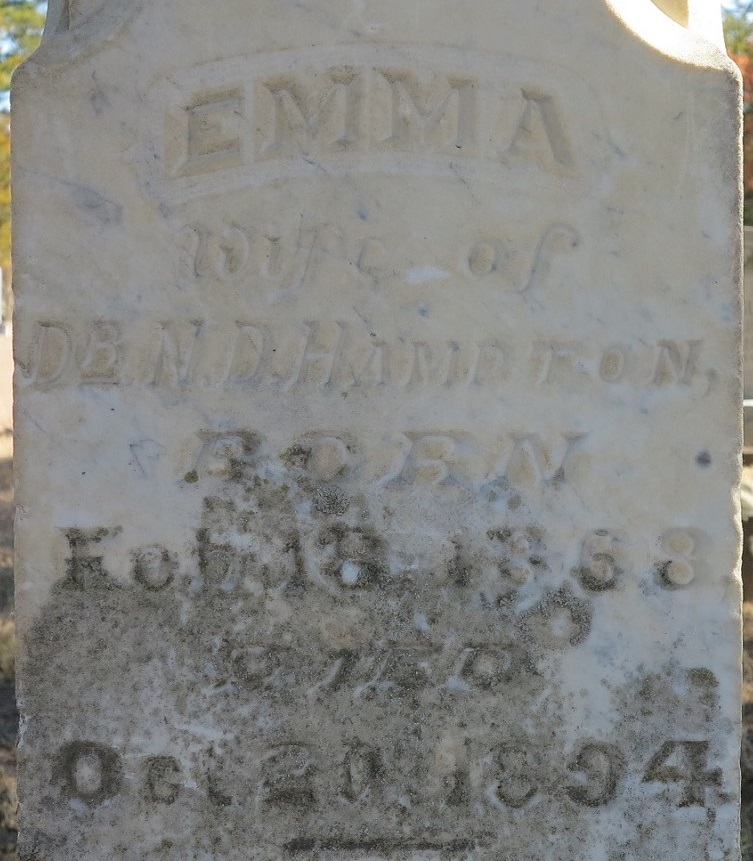 EMMA
Wife of
DR. N. D. HAMPTON,
BORN
Feb. 18, 1868,
DIED
Oct. 20, 1894.